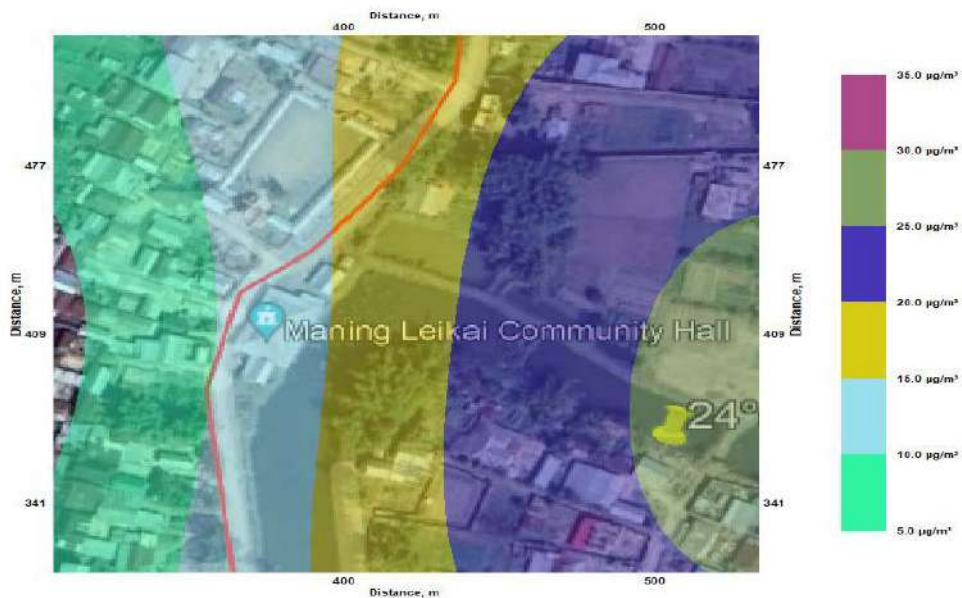 Distance, m
400 500
35.0 µg/m³
30.0 µg/m³
25.0 µg/m³
20.0 µg/m³
15.0 µg/m³
10.0 µg/m³
5.0 µg/m³
477 477
Distance, m
Distance, m
409 409
Maning Leikai Community Hall
24°
341 341
400 500
Distance, m